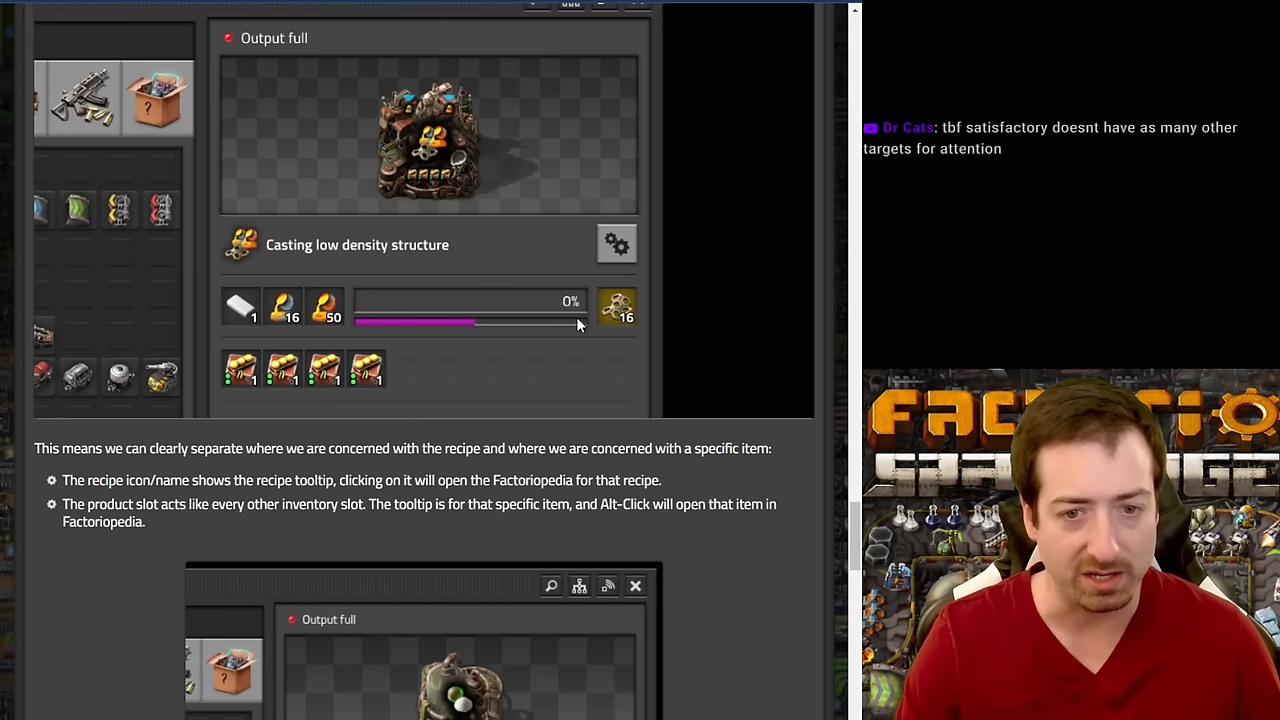 Output full
Dr Cats: tbf satisfactory doesnt have as many other
targets for attention
?
Casting low density structure
1
16
50
0%
16
1
1
1
1
This means we can clearly separate where we are concerned with the recipe and where we are concerned with a specific item:
The recipe icon/name shows the recipe tooltip, clicking on it will open the Factoriopedia for that recipe.
The product slot acts like every other inventory slot. The tooltip is for that specific item, and Alt-Click will open that item in
Factoriopedia.
Output full
?